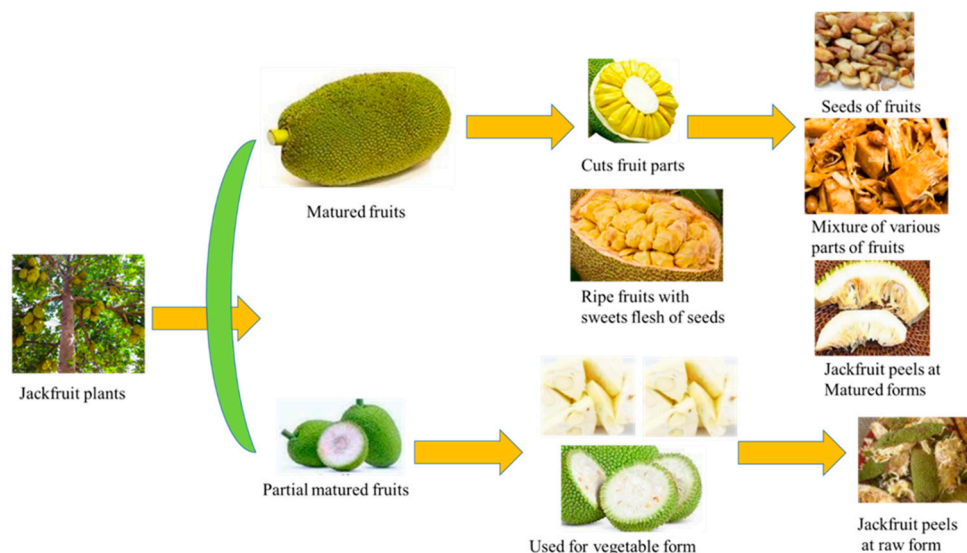 Jackfruit plants
Matured fruits
Cuts fruit parts
Seeds of fruits
Mixture of various
parts of fruits
Ripe fruits with
sweets flesh of seeds
Jackfruit peels at
Matured forms
Partial matured fruits
Used for vegetable form
Jackfruit peels
at raw form